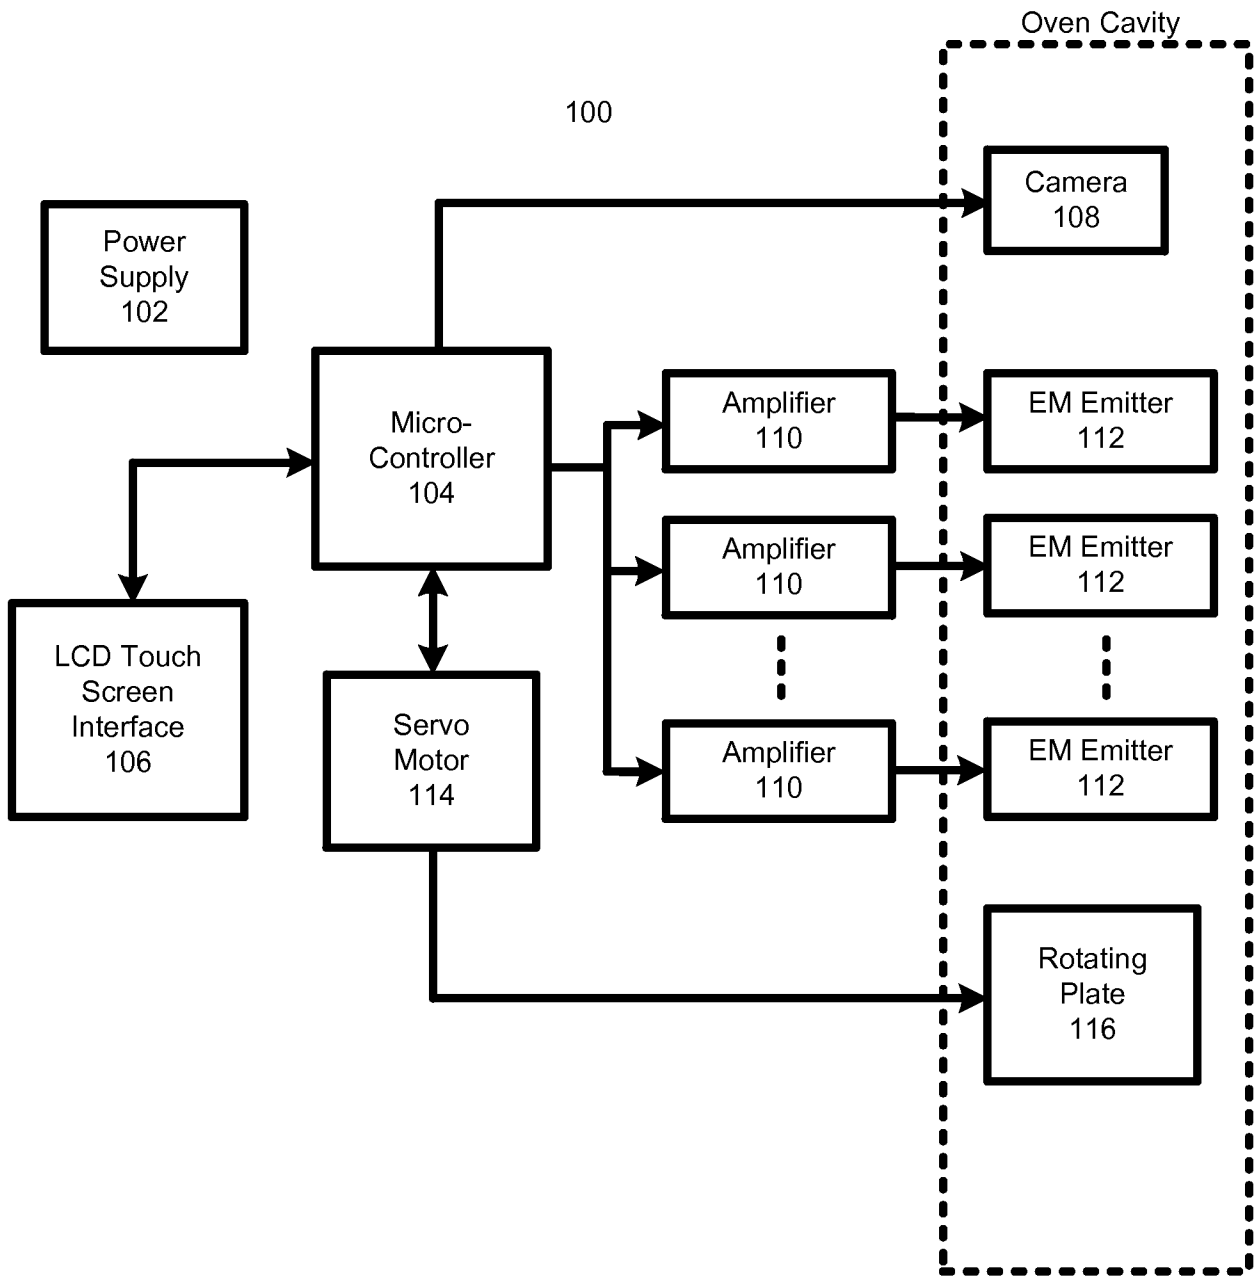 Oven Cavity
100
Camera
108
Power
Supply
102
Micro-
Controller
104
Amplifier
110
EM Emitter
112
Amplifier
110
EM Emitter
112
LCD Touch
Screen
Interface
106
Servo
Motor
114
Amplifier
110
EM Emitter
112
Rotating
Plate
116